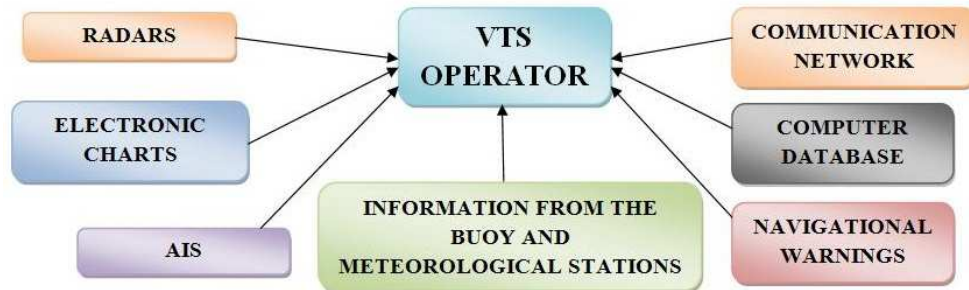 RADARS
VTS
OPERATOR
COMMUNICATION
NETWORK
ELECTRONIC
CHARTS
COMPUTER
DATABASE
AIS
INFORMATION FROM THE
BUOY AND
METEOROLOGICAL STATIONS
NAVIGATIONAL
WARNINGS